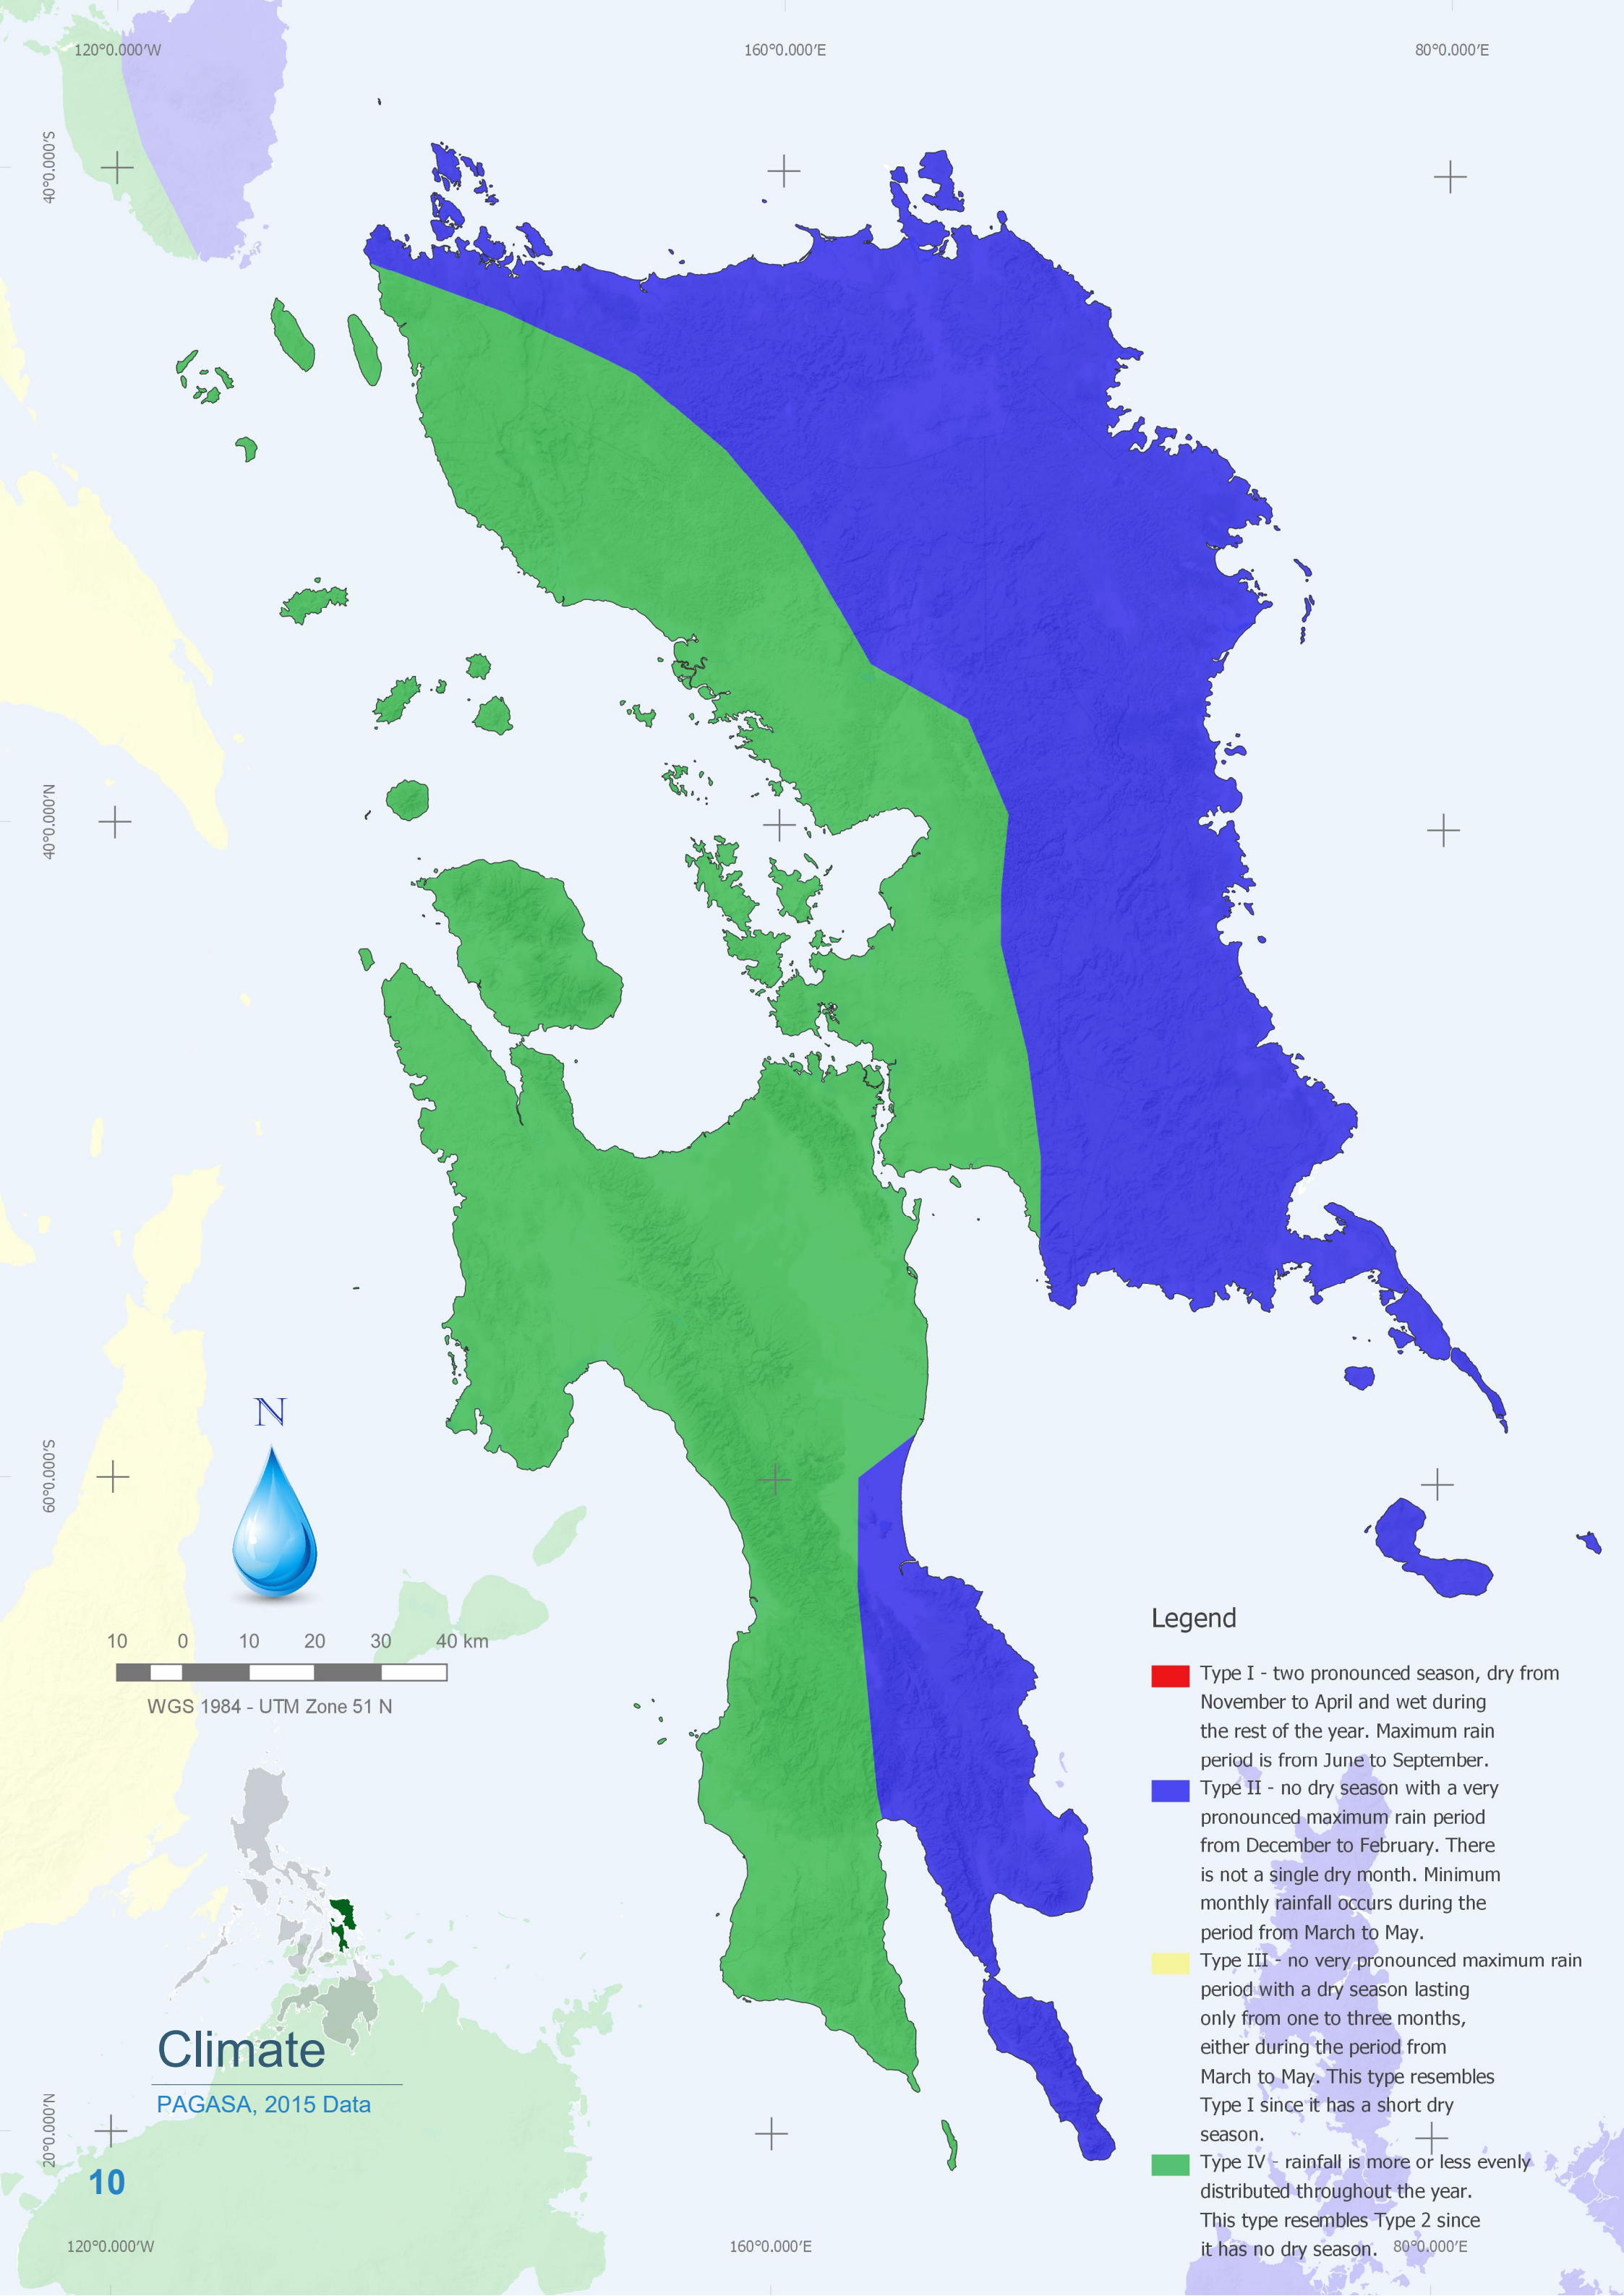 120°0.000'W
160°0.000'E
80°0.000'E
40°0.000'S
40°0.000'N
60°0.000'S
N
10 0 10 20 30 40 km
WGS 1984 - UTM Zone 51 N
Legend
Type I - two pronounced season, dry from
November to April and wet during
the rest of the year. Maximum rain
period is from June to September.
Type II - no dry season with a very
pronounced maximum rain period
from December to February. There
is not a single dry month. Minimum
monthly rainfall occurs during the
period from March to May.
Type III - no very pronounced maximum rain
period with a dry season lasting
only from one to three months,
either during the period from
March to May. This type resembles
Type I since it has a short dry
season.
Type IV - rainfall is more or less evenly
distributed throughout the year.
This type resembles Type 2 since
it has no dry season.
Climate
PAGASA, 2015 Data
20°0.000'N
10
120°0.000'W
160°0.000'E
80°0.000'E